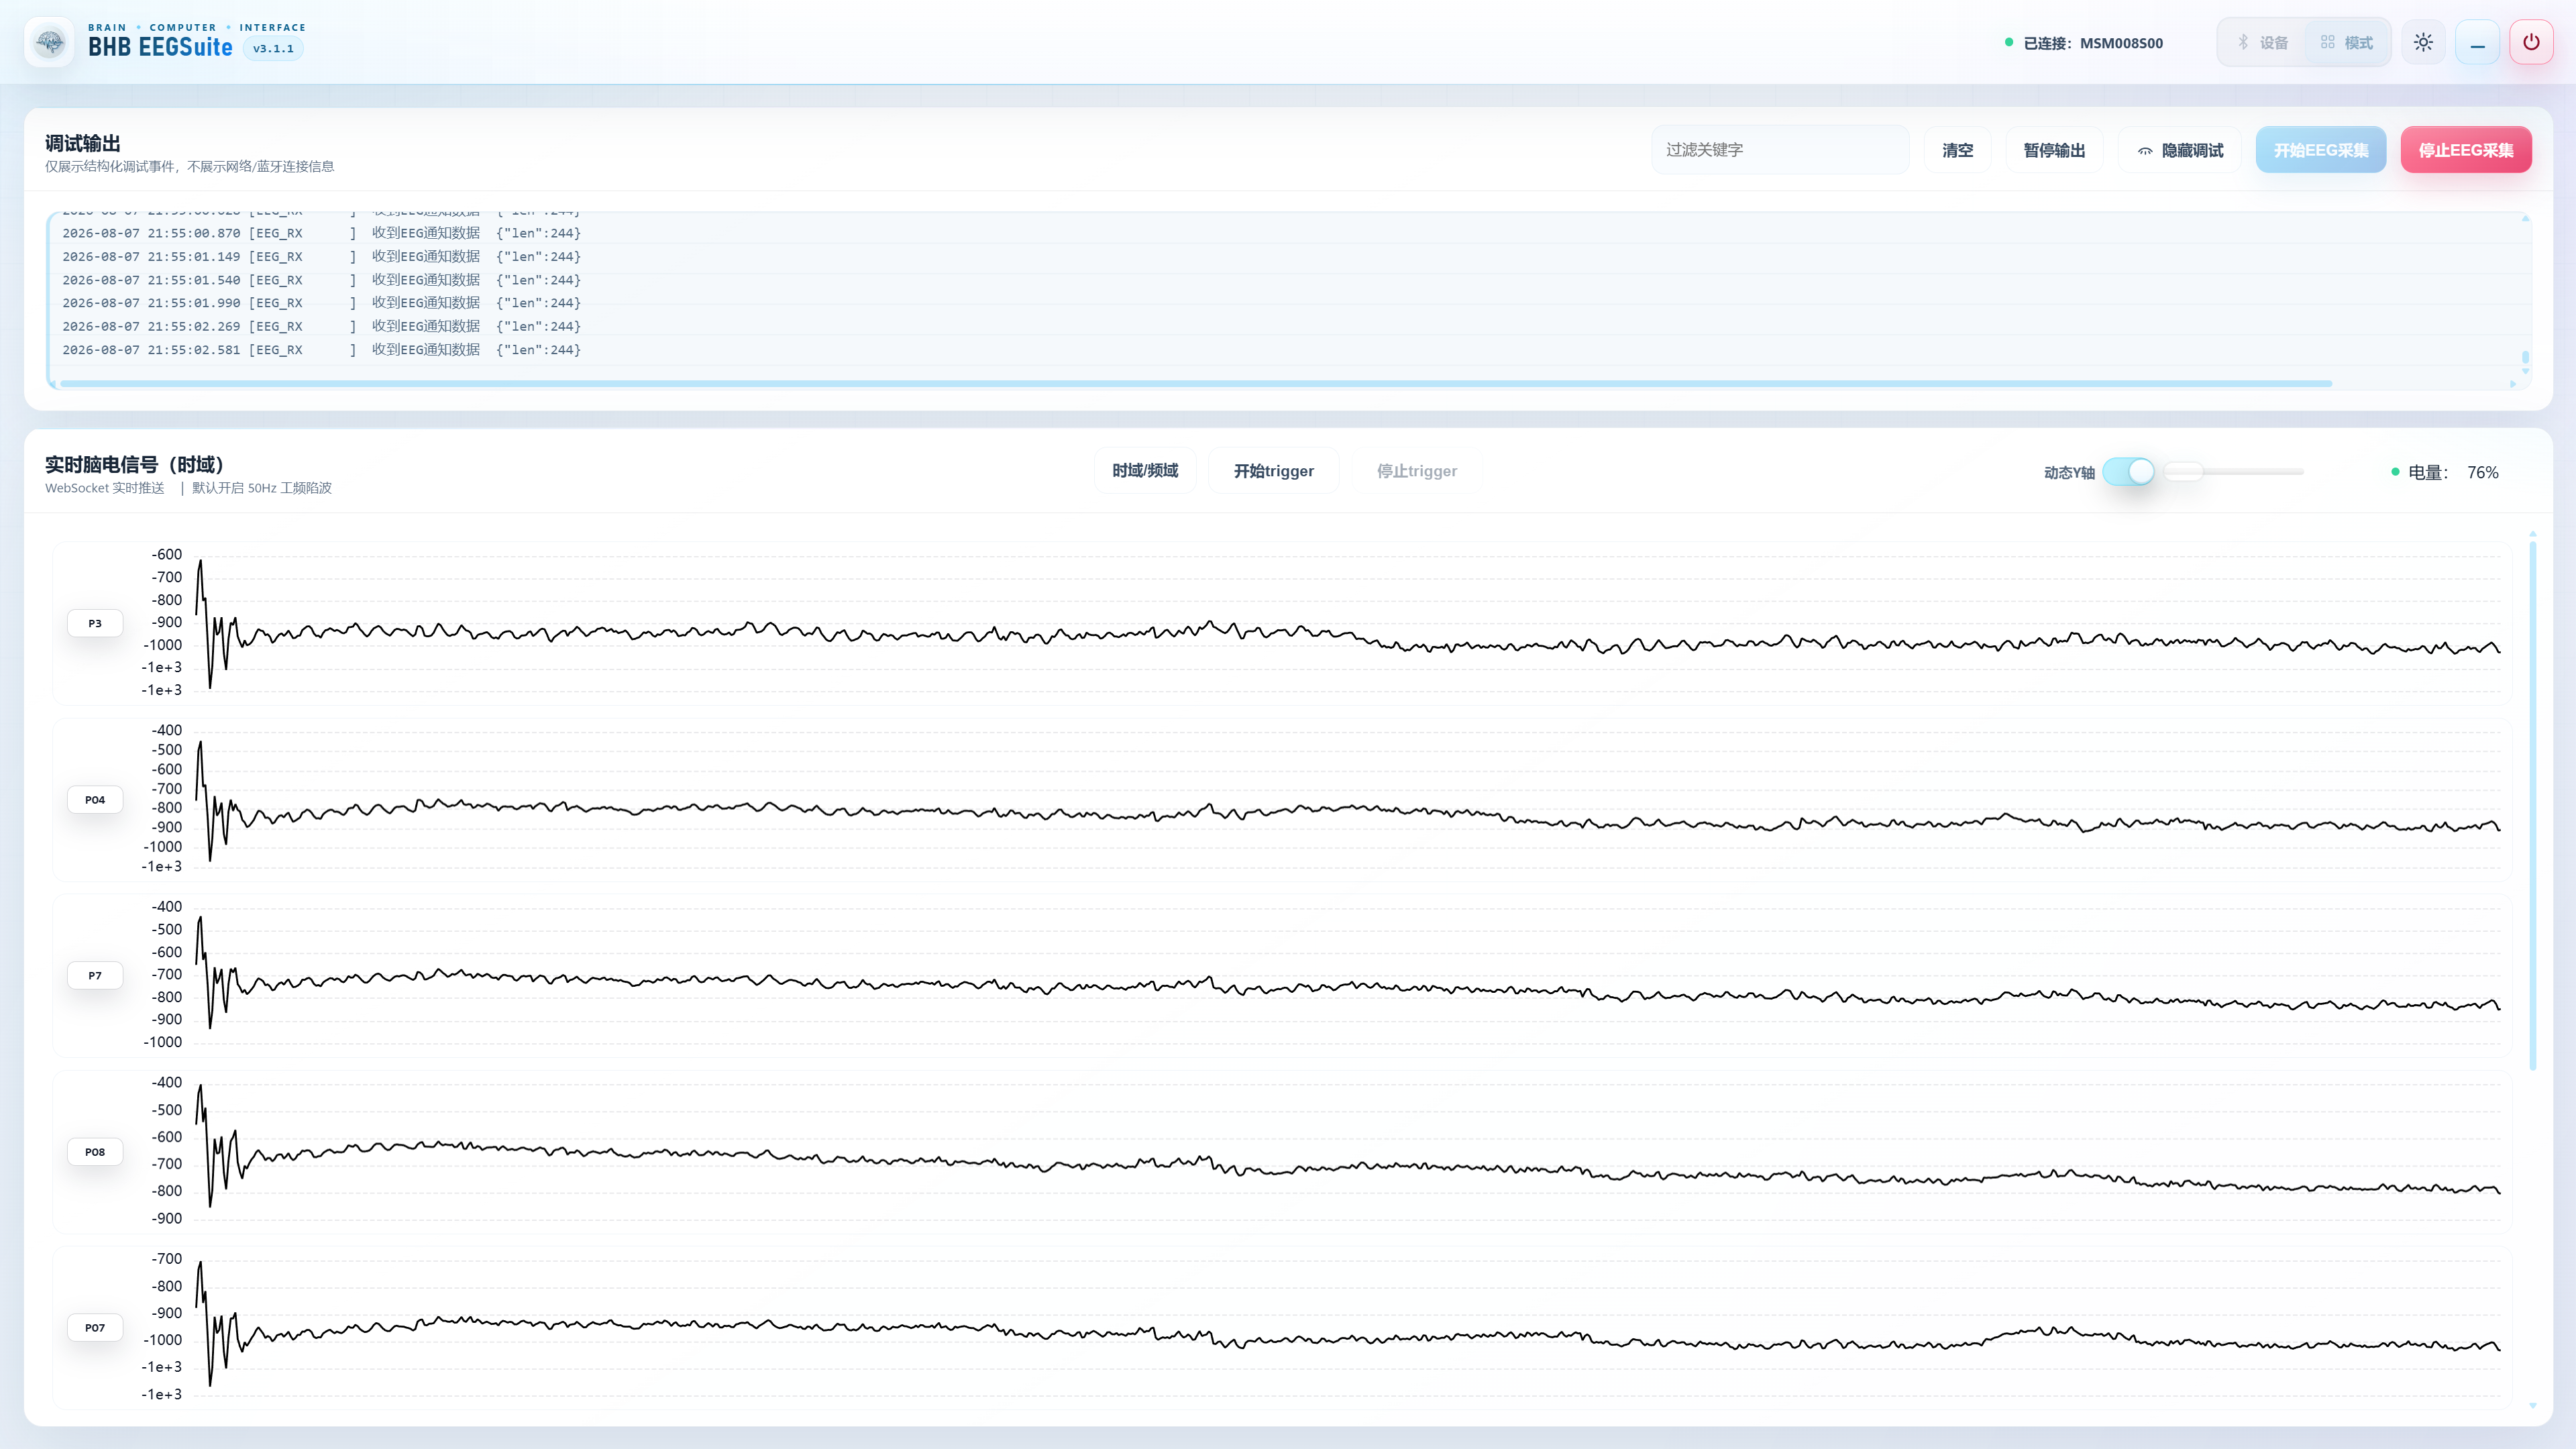 BRAIN • COMPUTER • INTERFACE
BHB EEGSuite v3.1.1
已连接：MSM008S00
设备
模式
调试输出
仅展示结构化调试事件，不展示网络/蓝牙连接信息
过滤关键字
清空
暂停输出
隐藏调试
开始EEG采集
停止EEG采集
2026-08-07 21:55:00.870 [EEG_RX      ]  收到EEG通知数据  {"len":244}
2026-08-07 21:55:01.149 [EEG_RX      ]  收到EEG通知数据  {"len":244}
2026-08-07 21:55:01.540 [EEG_RX      ]  收到EEG通知数据  {"len":244}
2026-08-07 21:55:01.990 [EEG_RX      ]  收到EEG通知数据  {"len":244}
2026-08-07 21:55:02.269 [EEG_RX      ]  收到EEG通知数据  {"len":244}
2026-08-07 21:55:02.581 [EEG_RX      ]  收到EEG通知数据  {"len":244}
实时脑电信号（时域）
WebSocket 实时推送 | 默认开启 50Hz 工频陷波
时域/频域
开始trigger
停止trigger
动态Y轴
电量： 76%
P3
-600
-700
-800
-900
-1000
-1e+3
-1e+3
PO4
-400
-500
-600
-700
-800
-900
-1000
-1e+3
P7
-400
-500
-600
-700
-800
-900
-1000
PO8
-400
-500
-600
-700
-800
-900
PO7
-700
-800
-900
-1000
-1e+3
-1e+3